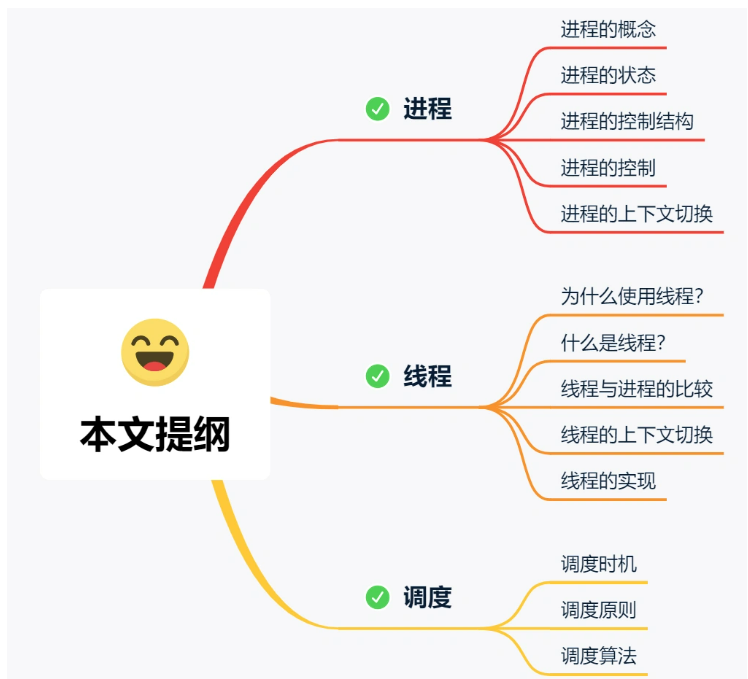 本文提纲
进程
进程的概念
进程的状态
进程的控制结构
进程的控制
进程的上下文切换
线程
为什么使用线程？
什么是线程？
线程与进程的比较
线程的上下文切换
线程的实现
调度
调度时机
调度原则
调度算法